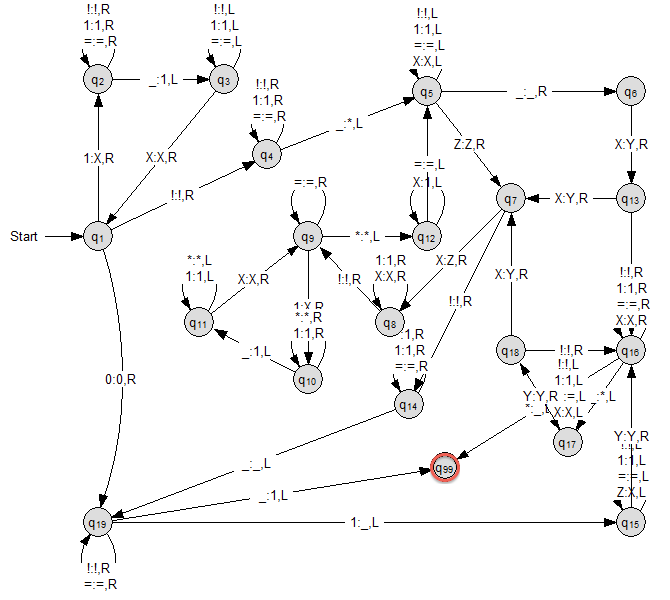 !:!,R
1:1,R
=:=,R
!:!,L
1:1,L
=:=,L
!:!,L
1:1,L
=:=,L
X:X,L
q2
_:1,L
q3
q5
_:_,R
q6
!:!,R
1:1,R
=:=,R
_:*,L
1:X,R
X:X,R
q4
Z:Z,R
X:Y,R
=:=,L
X:1,L
!:!,R
=:=,R
q7
X:Y,R
q13
Start
q1
q9
*:*,L
q12
*:*,L
1:1,L
X:X,R
!:!,R
1:1,R
X:X,R
X:Z,R
X:Y,R
!:!,R
1:1,R
=:=,R
X:X,R
1:X,R
*:*,R
1:1,R
!:!,R
q11
q8
_:1,L
q10
:1,R
1:1,R
=:=,R
q18
!:!,R
q16
!:!,L
1:1,L
:=,L
X:X,L
_:*,L
0:0,R
q14
Y:Y,R
*:_,L
q17
Y:Y,R
!:!,L
1:1,L
=:=,L
Z:X,L
_:_,L
q99
_:1,L
q19
1:_,L
q15
!:!,R
=:=,R